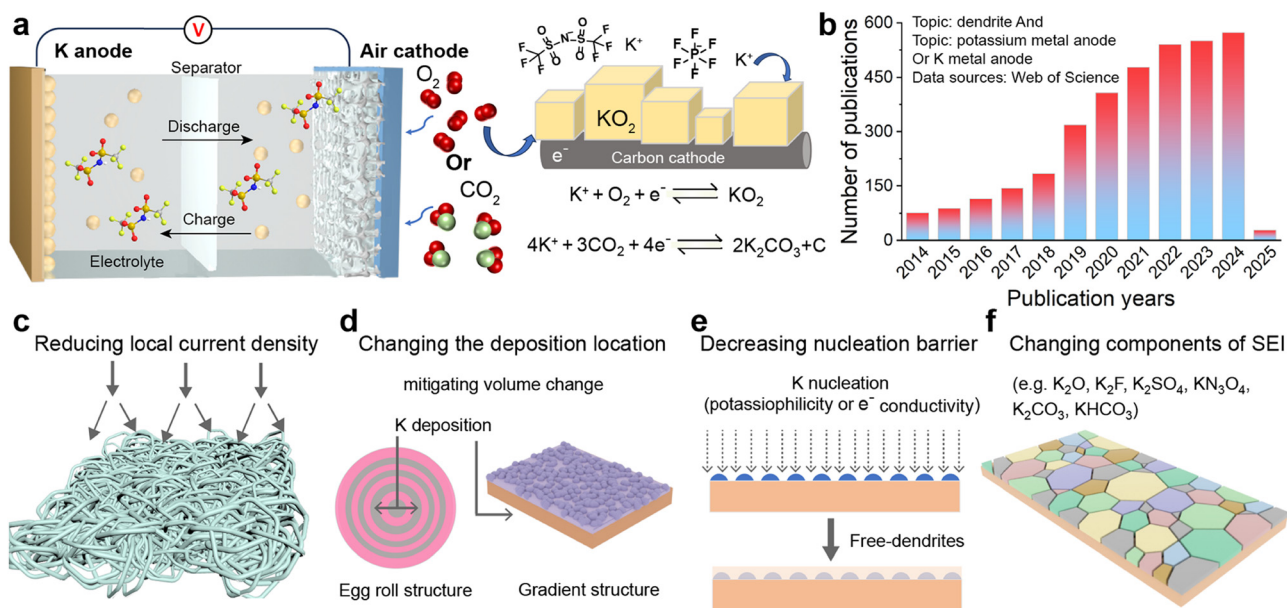 a
V
K anode
Air cathode
Separator
Discharge
Charge
Electrolyte
O₂
Or
CO₂
F
F
F
S
O
O
N⁻
S
O
O
F
F
F
K⁺
F
F
F
P
F
F
F
K⁺
KO₂
e⁻
Carbon cathode
K⁺ + O₂ + e⁻ ⇌ KO₂
4K⁺ + 3CO₂ + 4e⁻ ⇌ 2K₂CO₃+C
b
Number of publications
600
450
300
150
0
Topic: dendrite And
Topic: potassium metal anode
Or K metal anode
Data sources: Web of Science
2014
2015
2016
2017
2018
2019
2020
2021
2022
2023
2024
2025
Publication years
c
Reducing local current density
d
Changing the deposition location
mitigating volume change
K deposition
Egg roll structure
Gradient structure
e
Decreasing nucleation barrier
K nucleation
(potassiophilicity or e⁻ conductivity)
Free-dendrites
f
Changing components of SEI
(e.g. K₂O, K₂F, K₂SO₄, KN₃O₄,
K₂CO₃, KHCO₃)